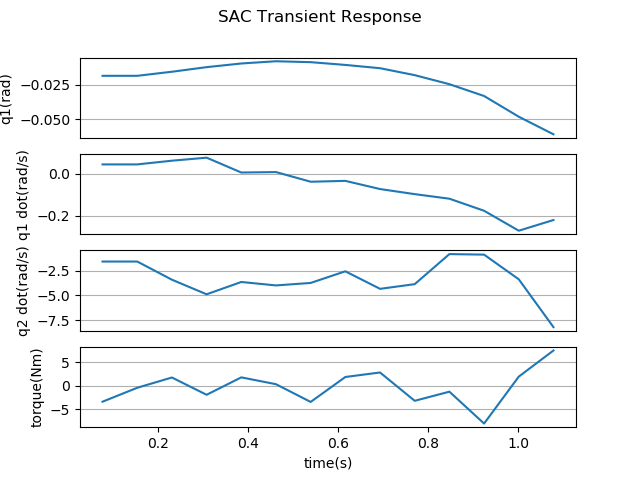 SAC Transient Response
q1(rad)
−0.025
−0.050
q1 dot(rad/s)
0.0
−0.2
q2 dot(rad/s)
−2.5
−5.0
−7.5
torque(Nm)
5
0
−5
0.2 0.4 0.6 0.8 1.0
time(s)